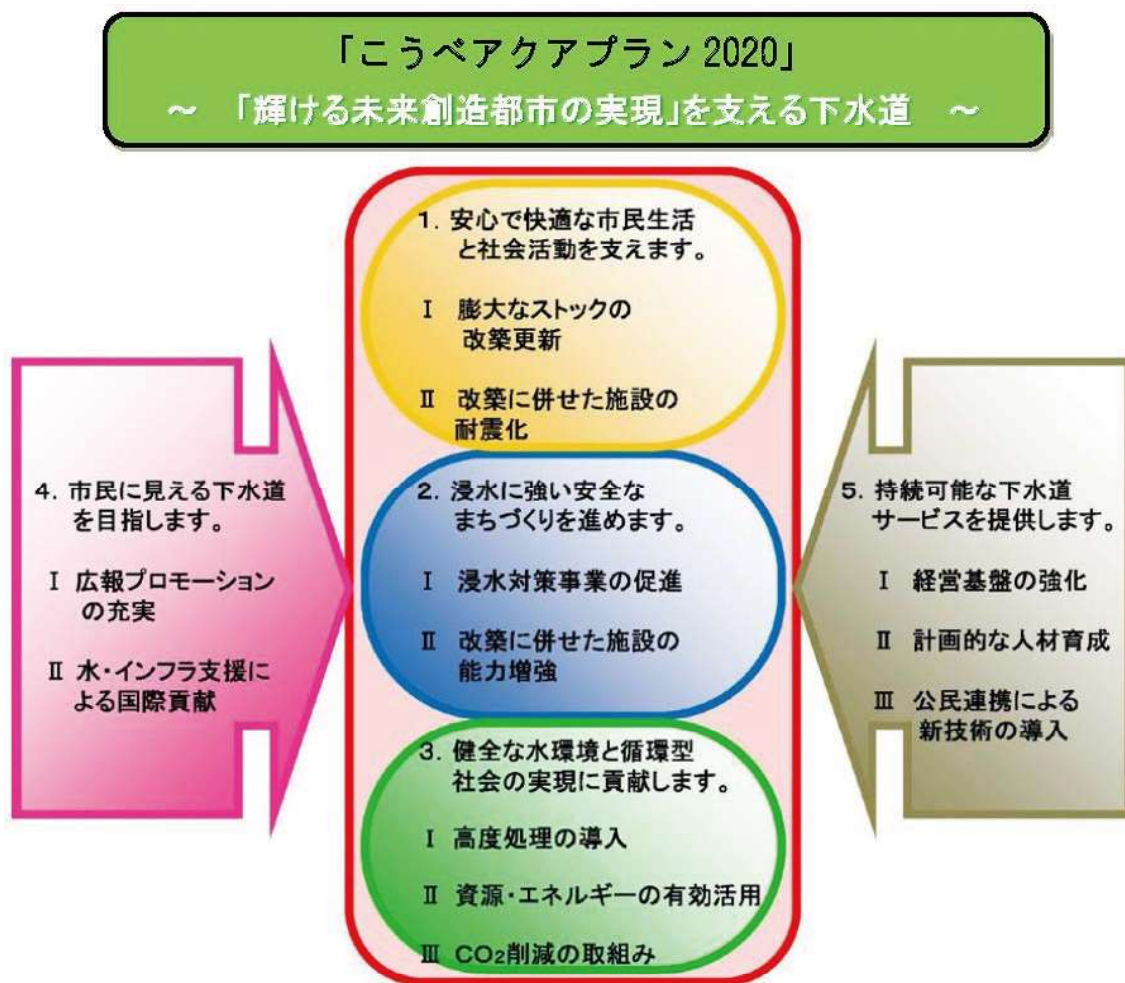 「こうべアクアプラン 2020」
～ 「輝ける未来創造都市の実現」を支える下水道 ～
1. 安心で快適な市民生活
と社会活動を支えます。
Ⅰ 膨大なストックの
改築更新
Ⅱ 改築に併せた施設の
耐震化
2. 浸水に強い安全な
まちづくりを進めます。
Ⅰ 浸水対策事業の促進
Ⅱ 改築に併せた施設の
能力増強
3. 健全な水環境と循環型
社会の実現に貢献します。
Ⅰ 高度処理の導入
Ⅱ 資源・エネルギーの有効活用
Ⅲ CO₂削減の取組み
4. 市民に見える下水道
を目指します。
Ⅰ 広報プロモーション
の充実
Ⅱ 水・インフラ支援に
よる国際貢献
5. 持続可能な下水道
サービスを提供します。
Ⅰ 経営基盤の強化
Ⅱ 計画的な人材育成
Ⅲ 公民連携による
新技術の導入